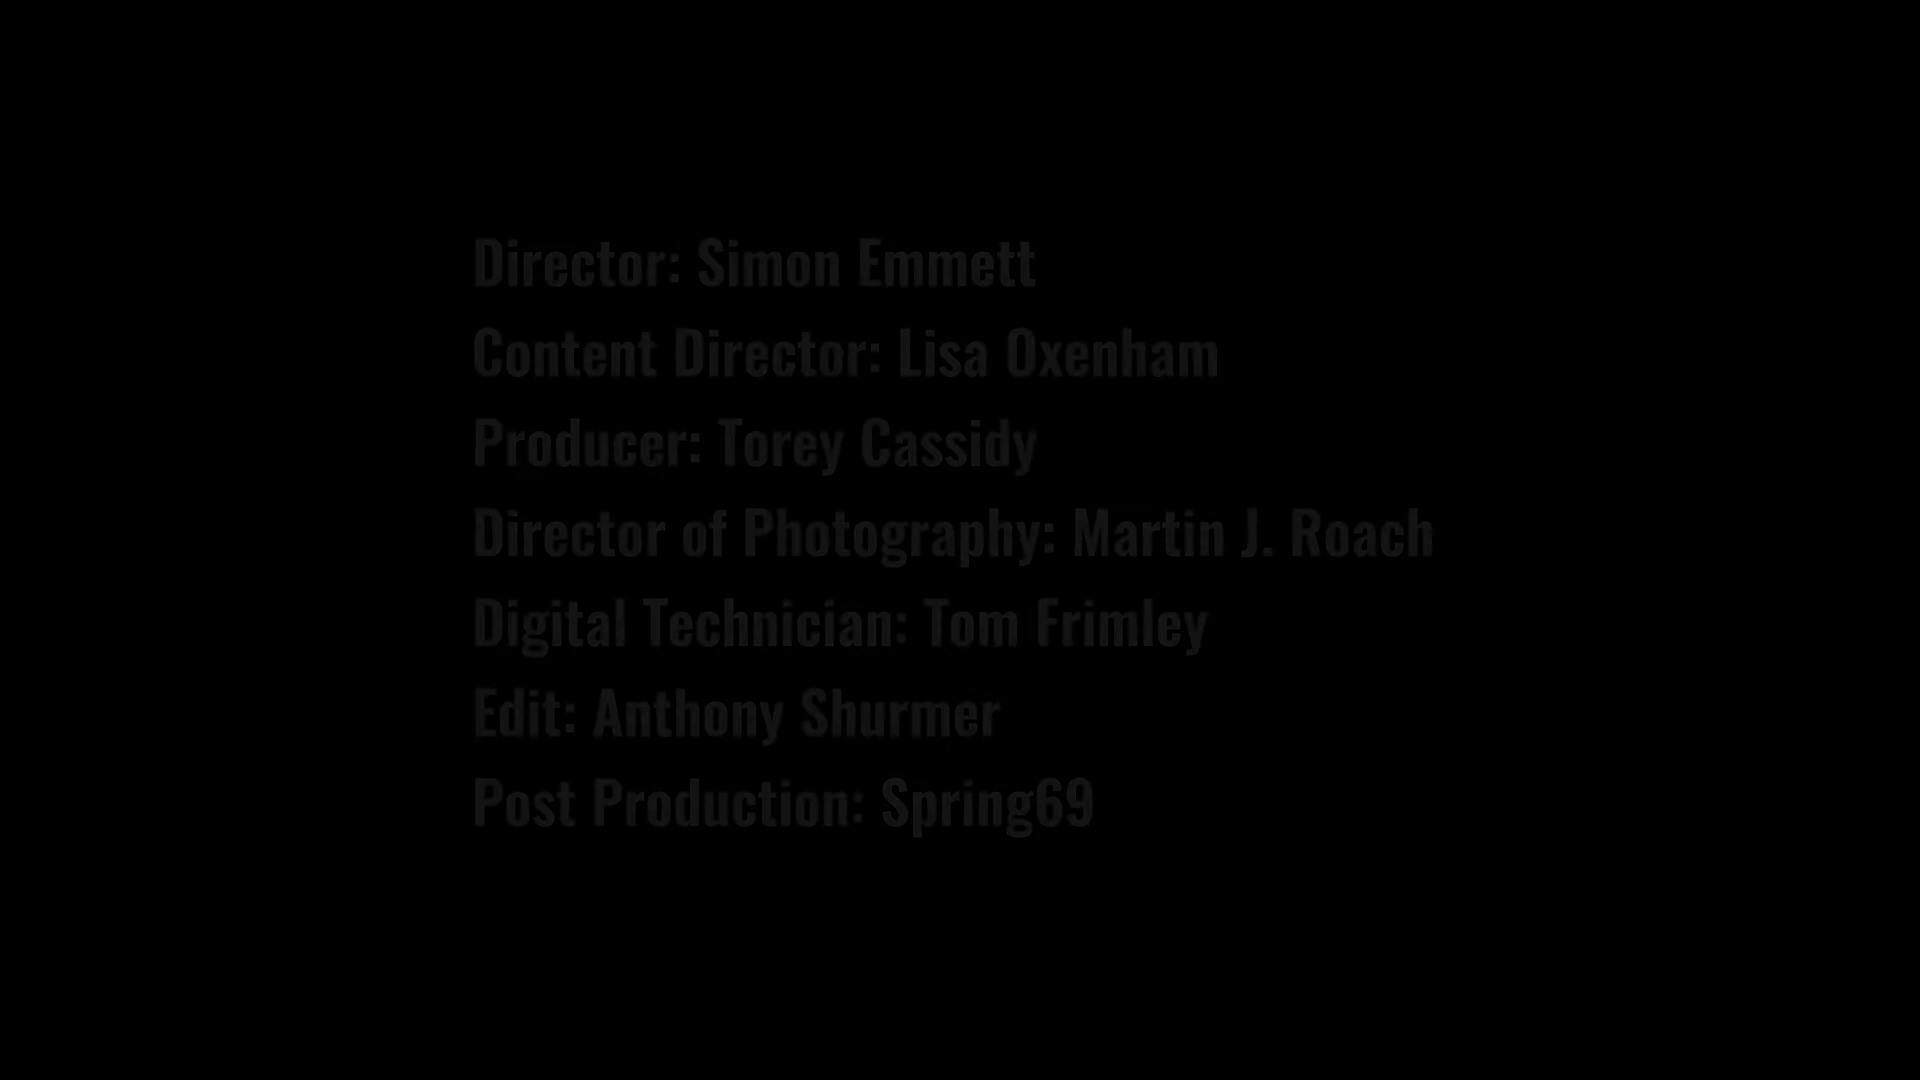 Director: Simon Emmett
Content Director: Lisa Oxenham
Producer: Torey Cassidy
Director of Photography: Martin J. Roach
Digital Technician: Tom Frimley
Edit: Anthony Shurmer
Post Production: Spring69